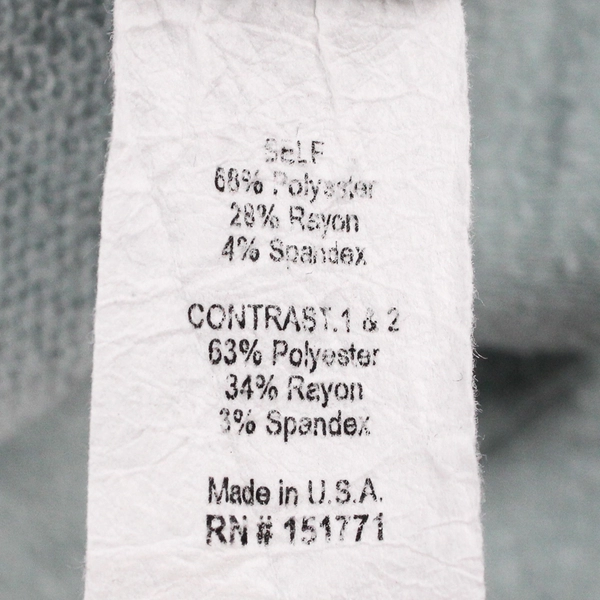 SELF
68% Polyester
28% Rayon
4% Spandex
CONTRAST.1 & 2
63% Polyester
34% Rayon
3% Spandex
Made in U.S.A.
RN # 151771